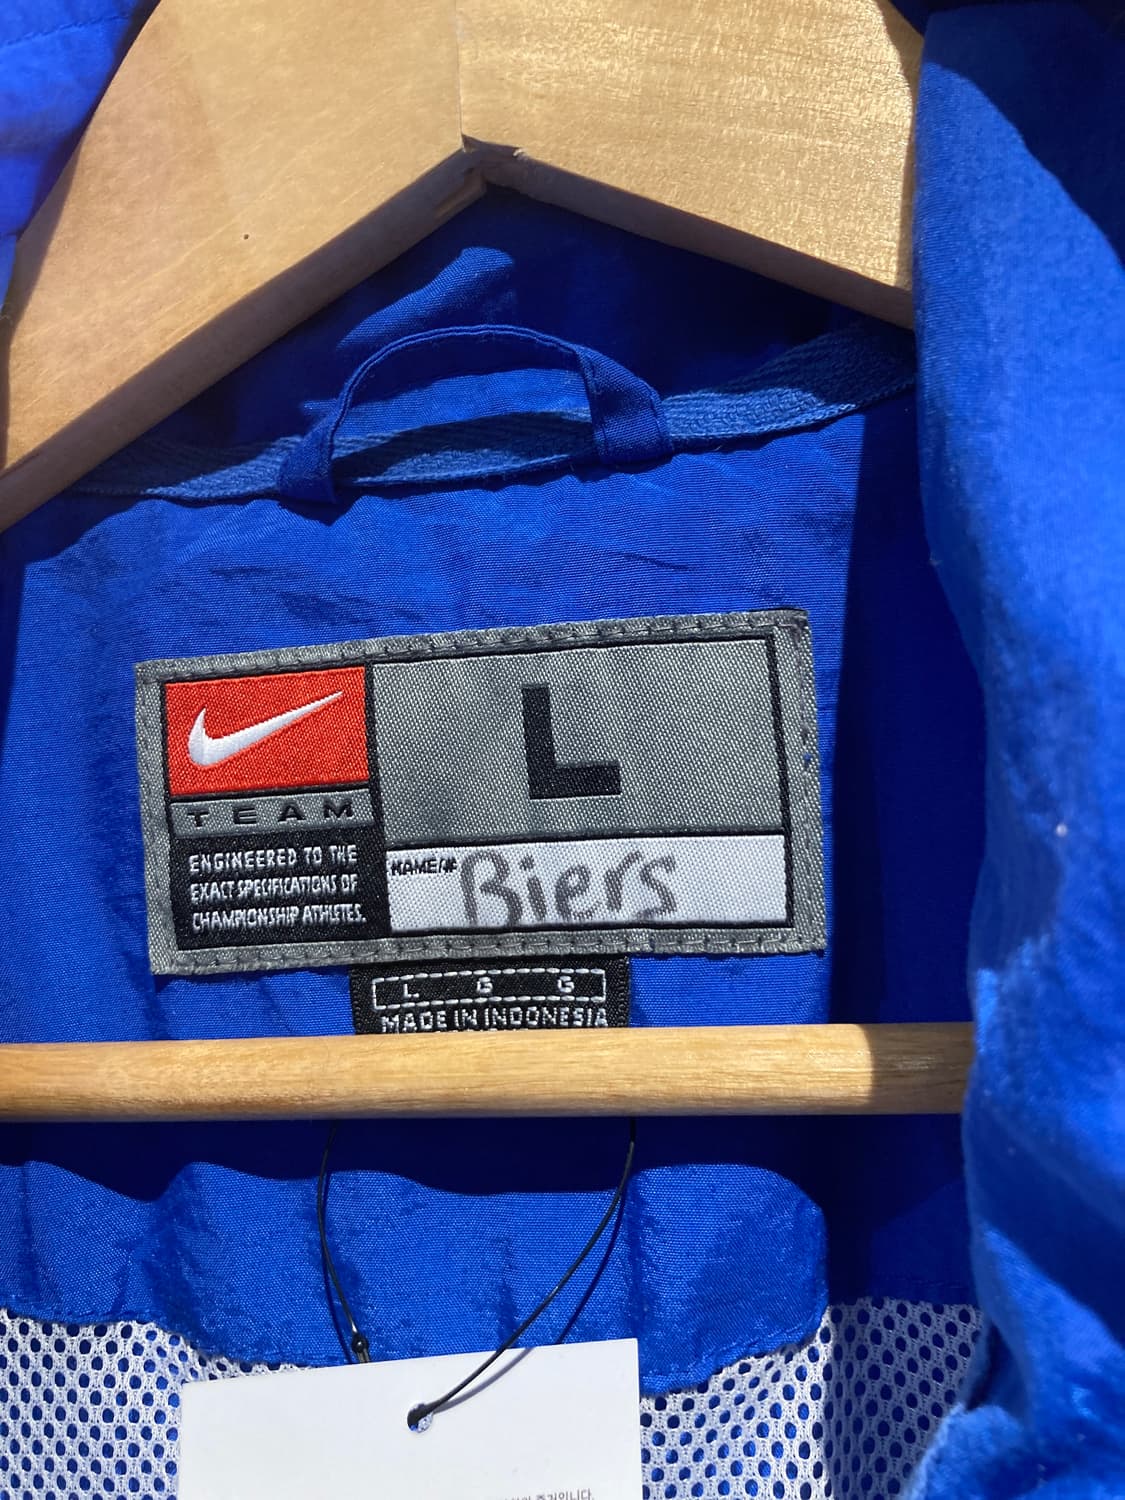 L
TEAM
ENGINEERED TO THE
EXACT SPECIFICATIONS OF
CHAMPIONSHIP ATHLETES.
NAME/# Biers
L G G
MADE IN INDONESIA